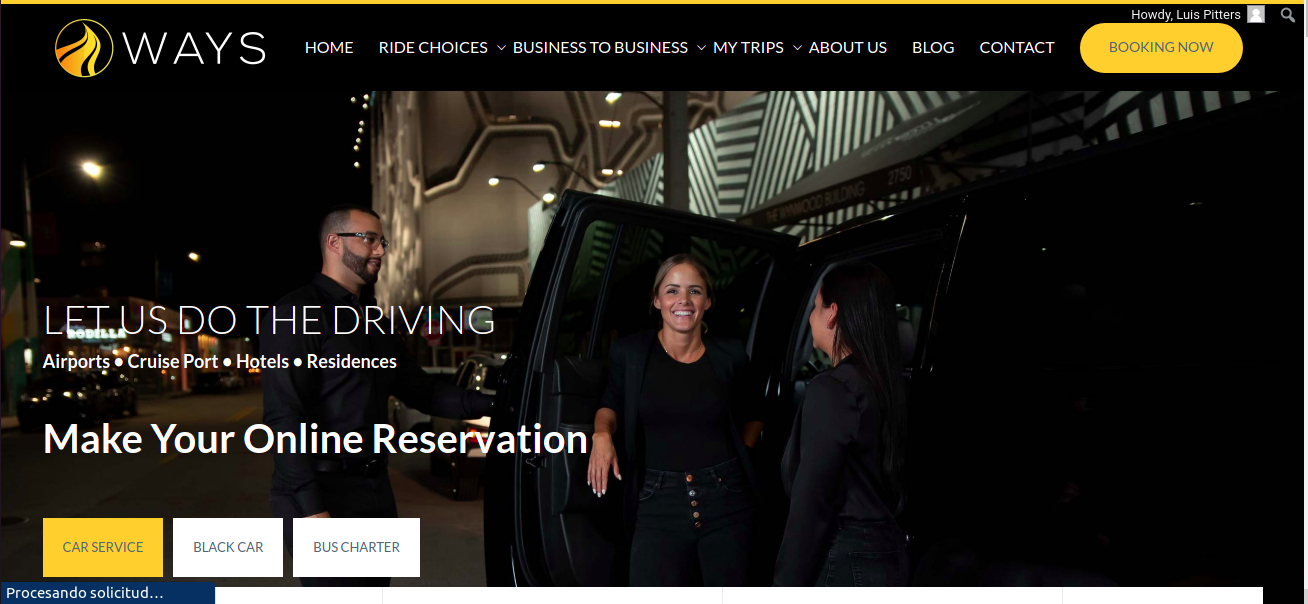 Howdy, Luis Pitters
WAYS
HOME RIDE CHOICES BUSINESS TO BUSINESS MY TRIPS ABOUT US BLOG CONTACT BOOKING NOW
2750
THE WYNWOOD BUILDING
LET US DO THE DRIVING
RODILLA
Airports • Cruise Port • Hotels • Residences
Make Your Online Reservation
CAR SERVICE BLACK CAR BUS CHARTER
Procesando solicitud...